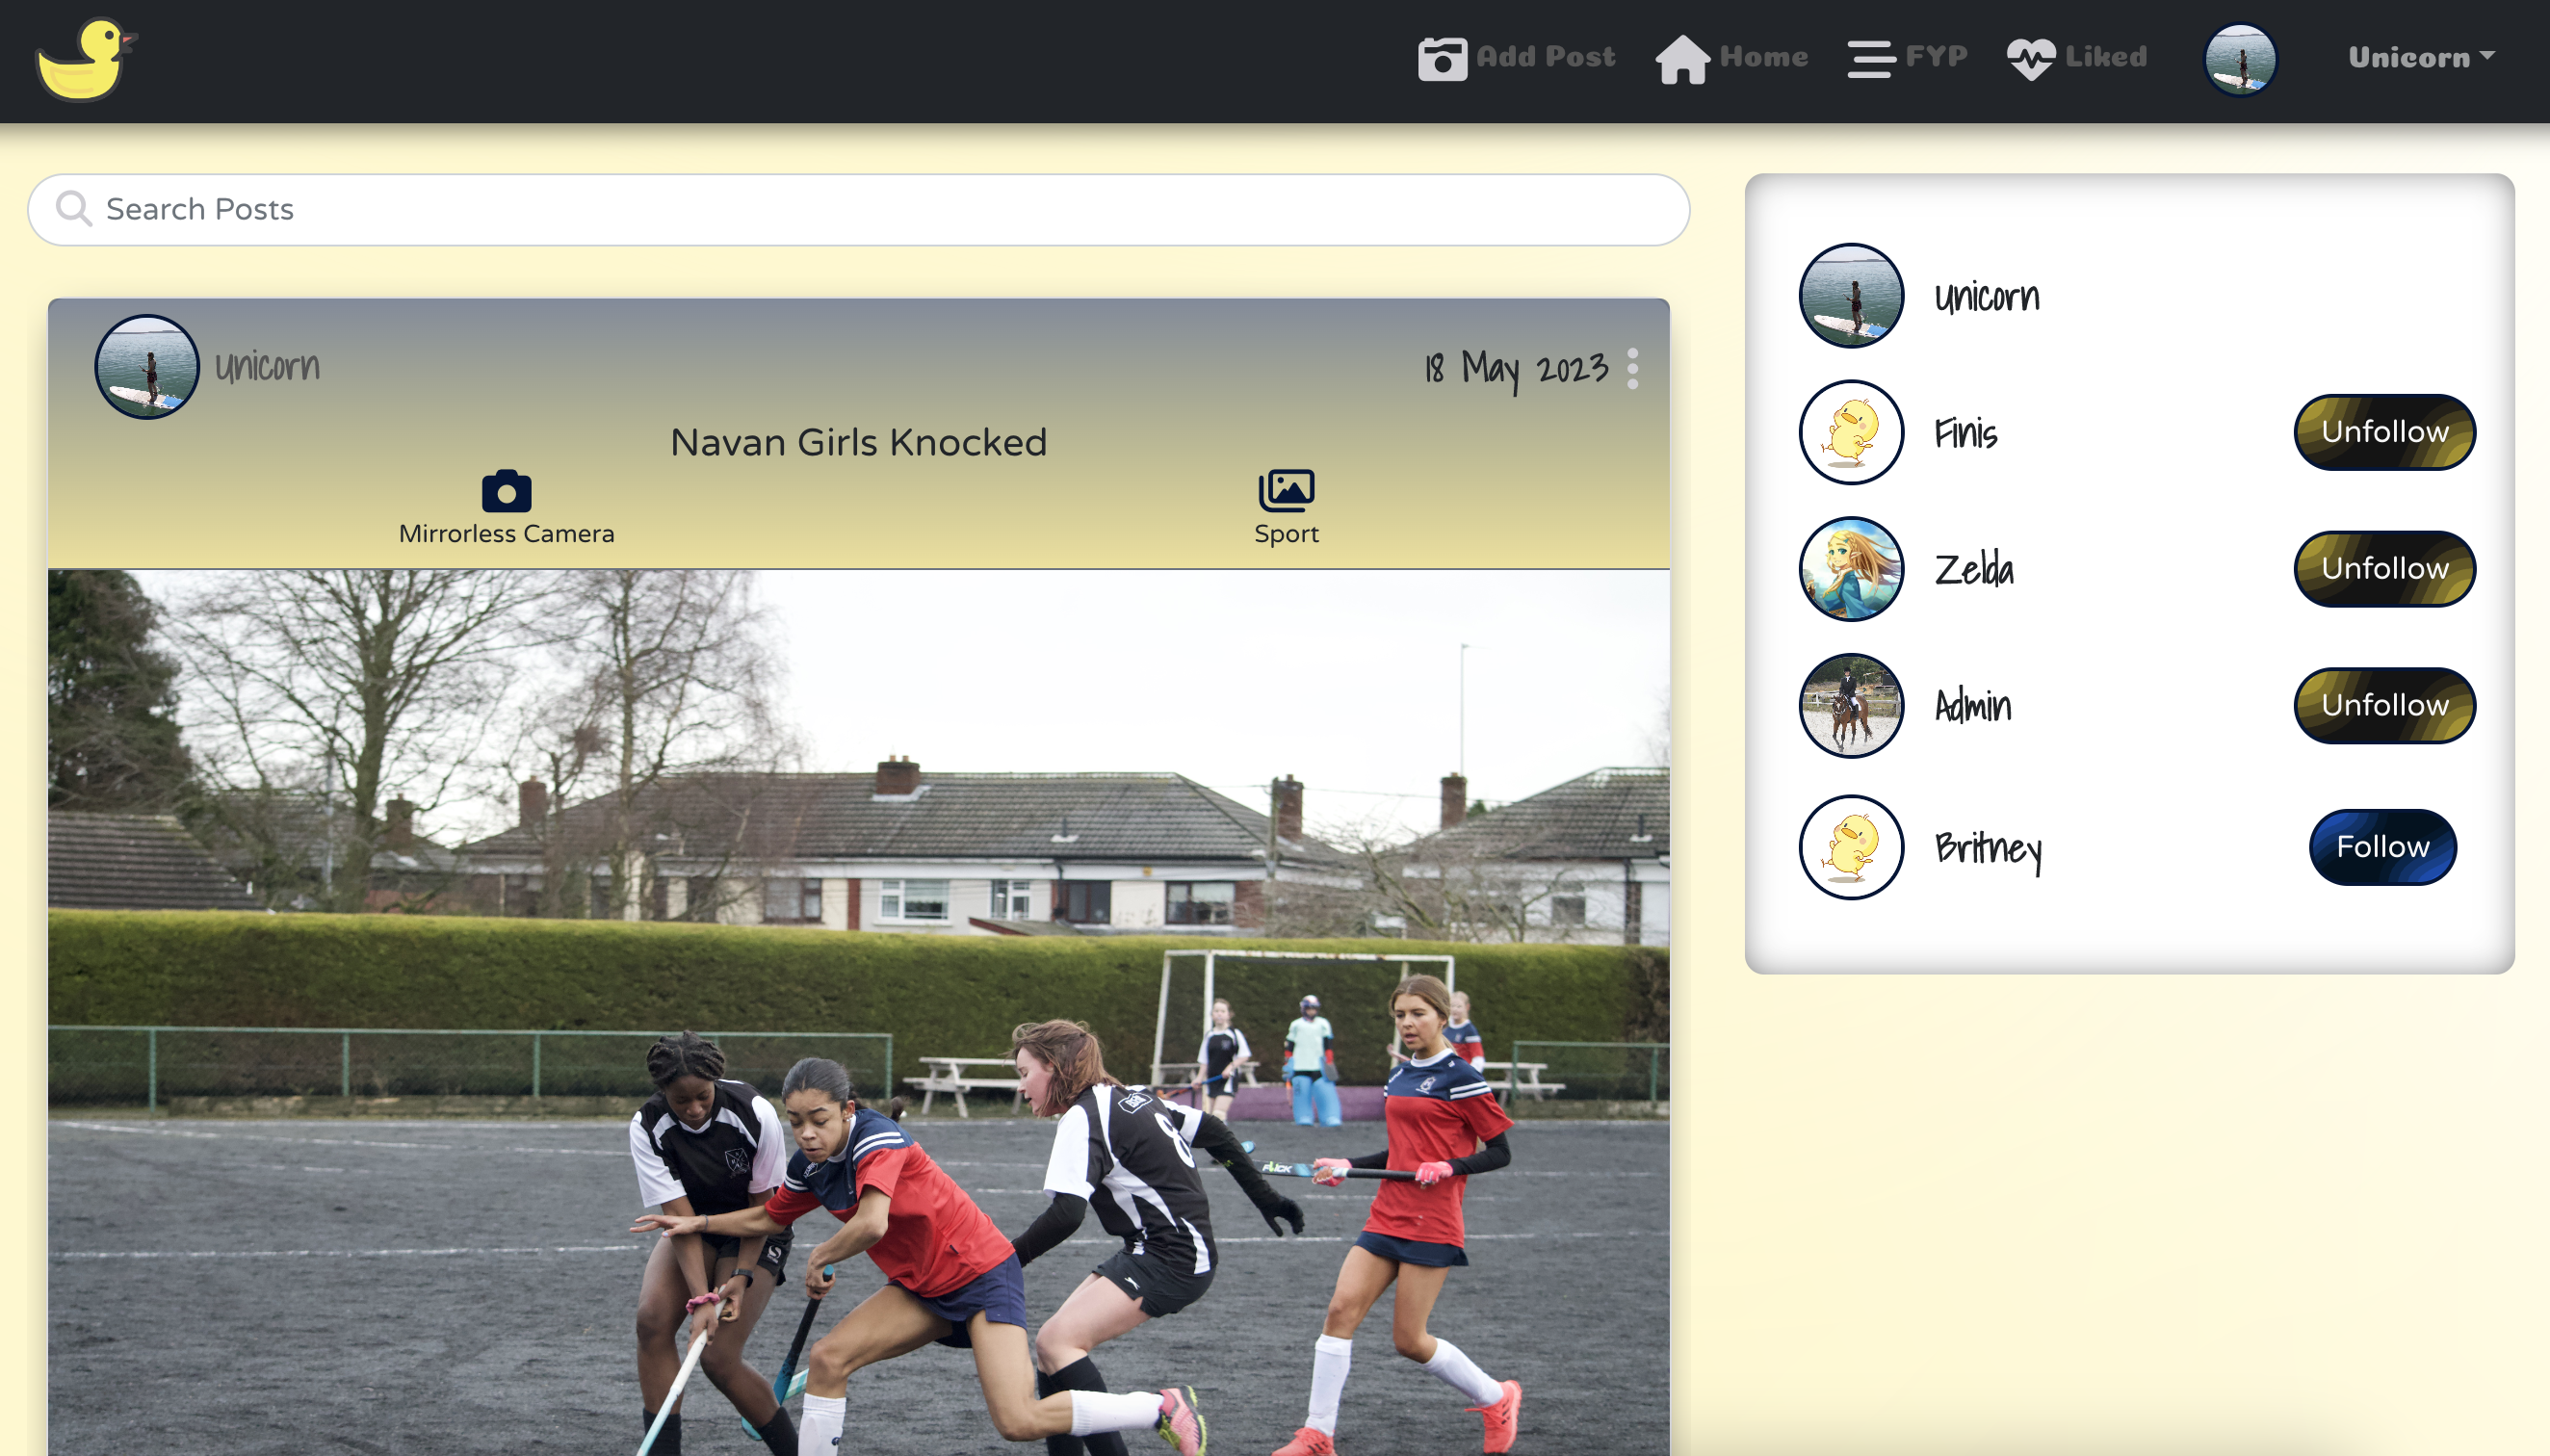 Add Post
Home
FYP
Liked
Unicorn
Search Posts
Unicorn
18 May 2023
Navan Girls Knocked
Mirrorless Camera
Sport
8
Unicorn
Finis
Unfollow
Zelda
Unfollow
Admin
Unfollow
Britney
Follow